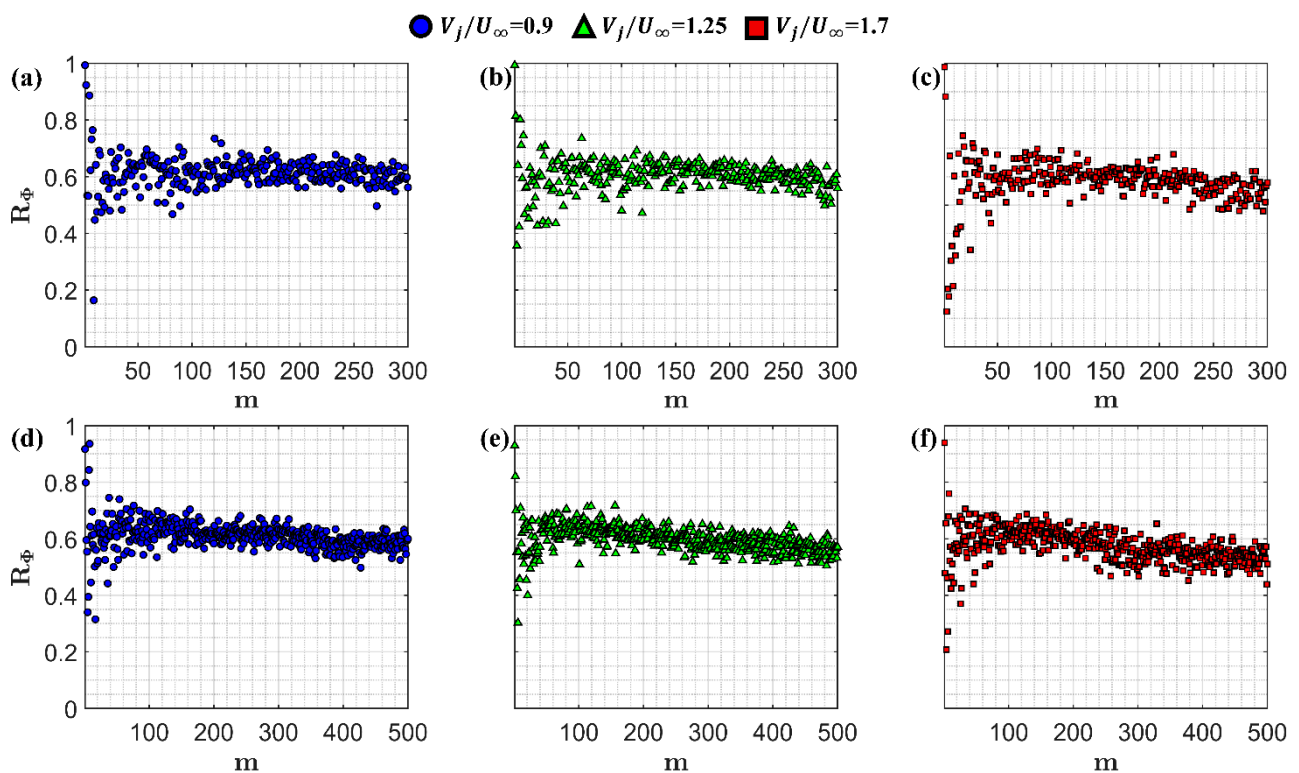 V_j/U_∞=0.9 V_j/U_∞=1.25 V_j/U_∞=1.7
(a) (b) (c)
1
0.8
0.6
0.4
0.2
0
R_Φ
50 100 150 200 250 300 50 100 150 200 250 300 50 100 150 200 250 300
m m m
(d) (e) (f)
1
0.8
0.6
0.4
0.2
0
R_Φ
100 200 300 400 500 100 200 300 400 500 100 200 300 400 500
m m m